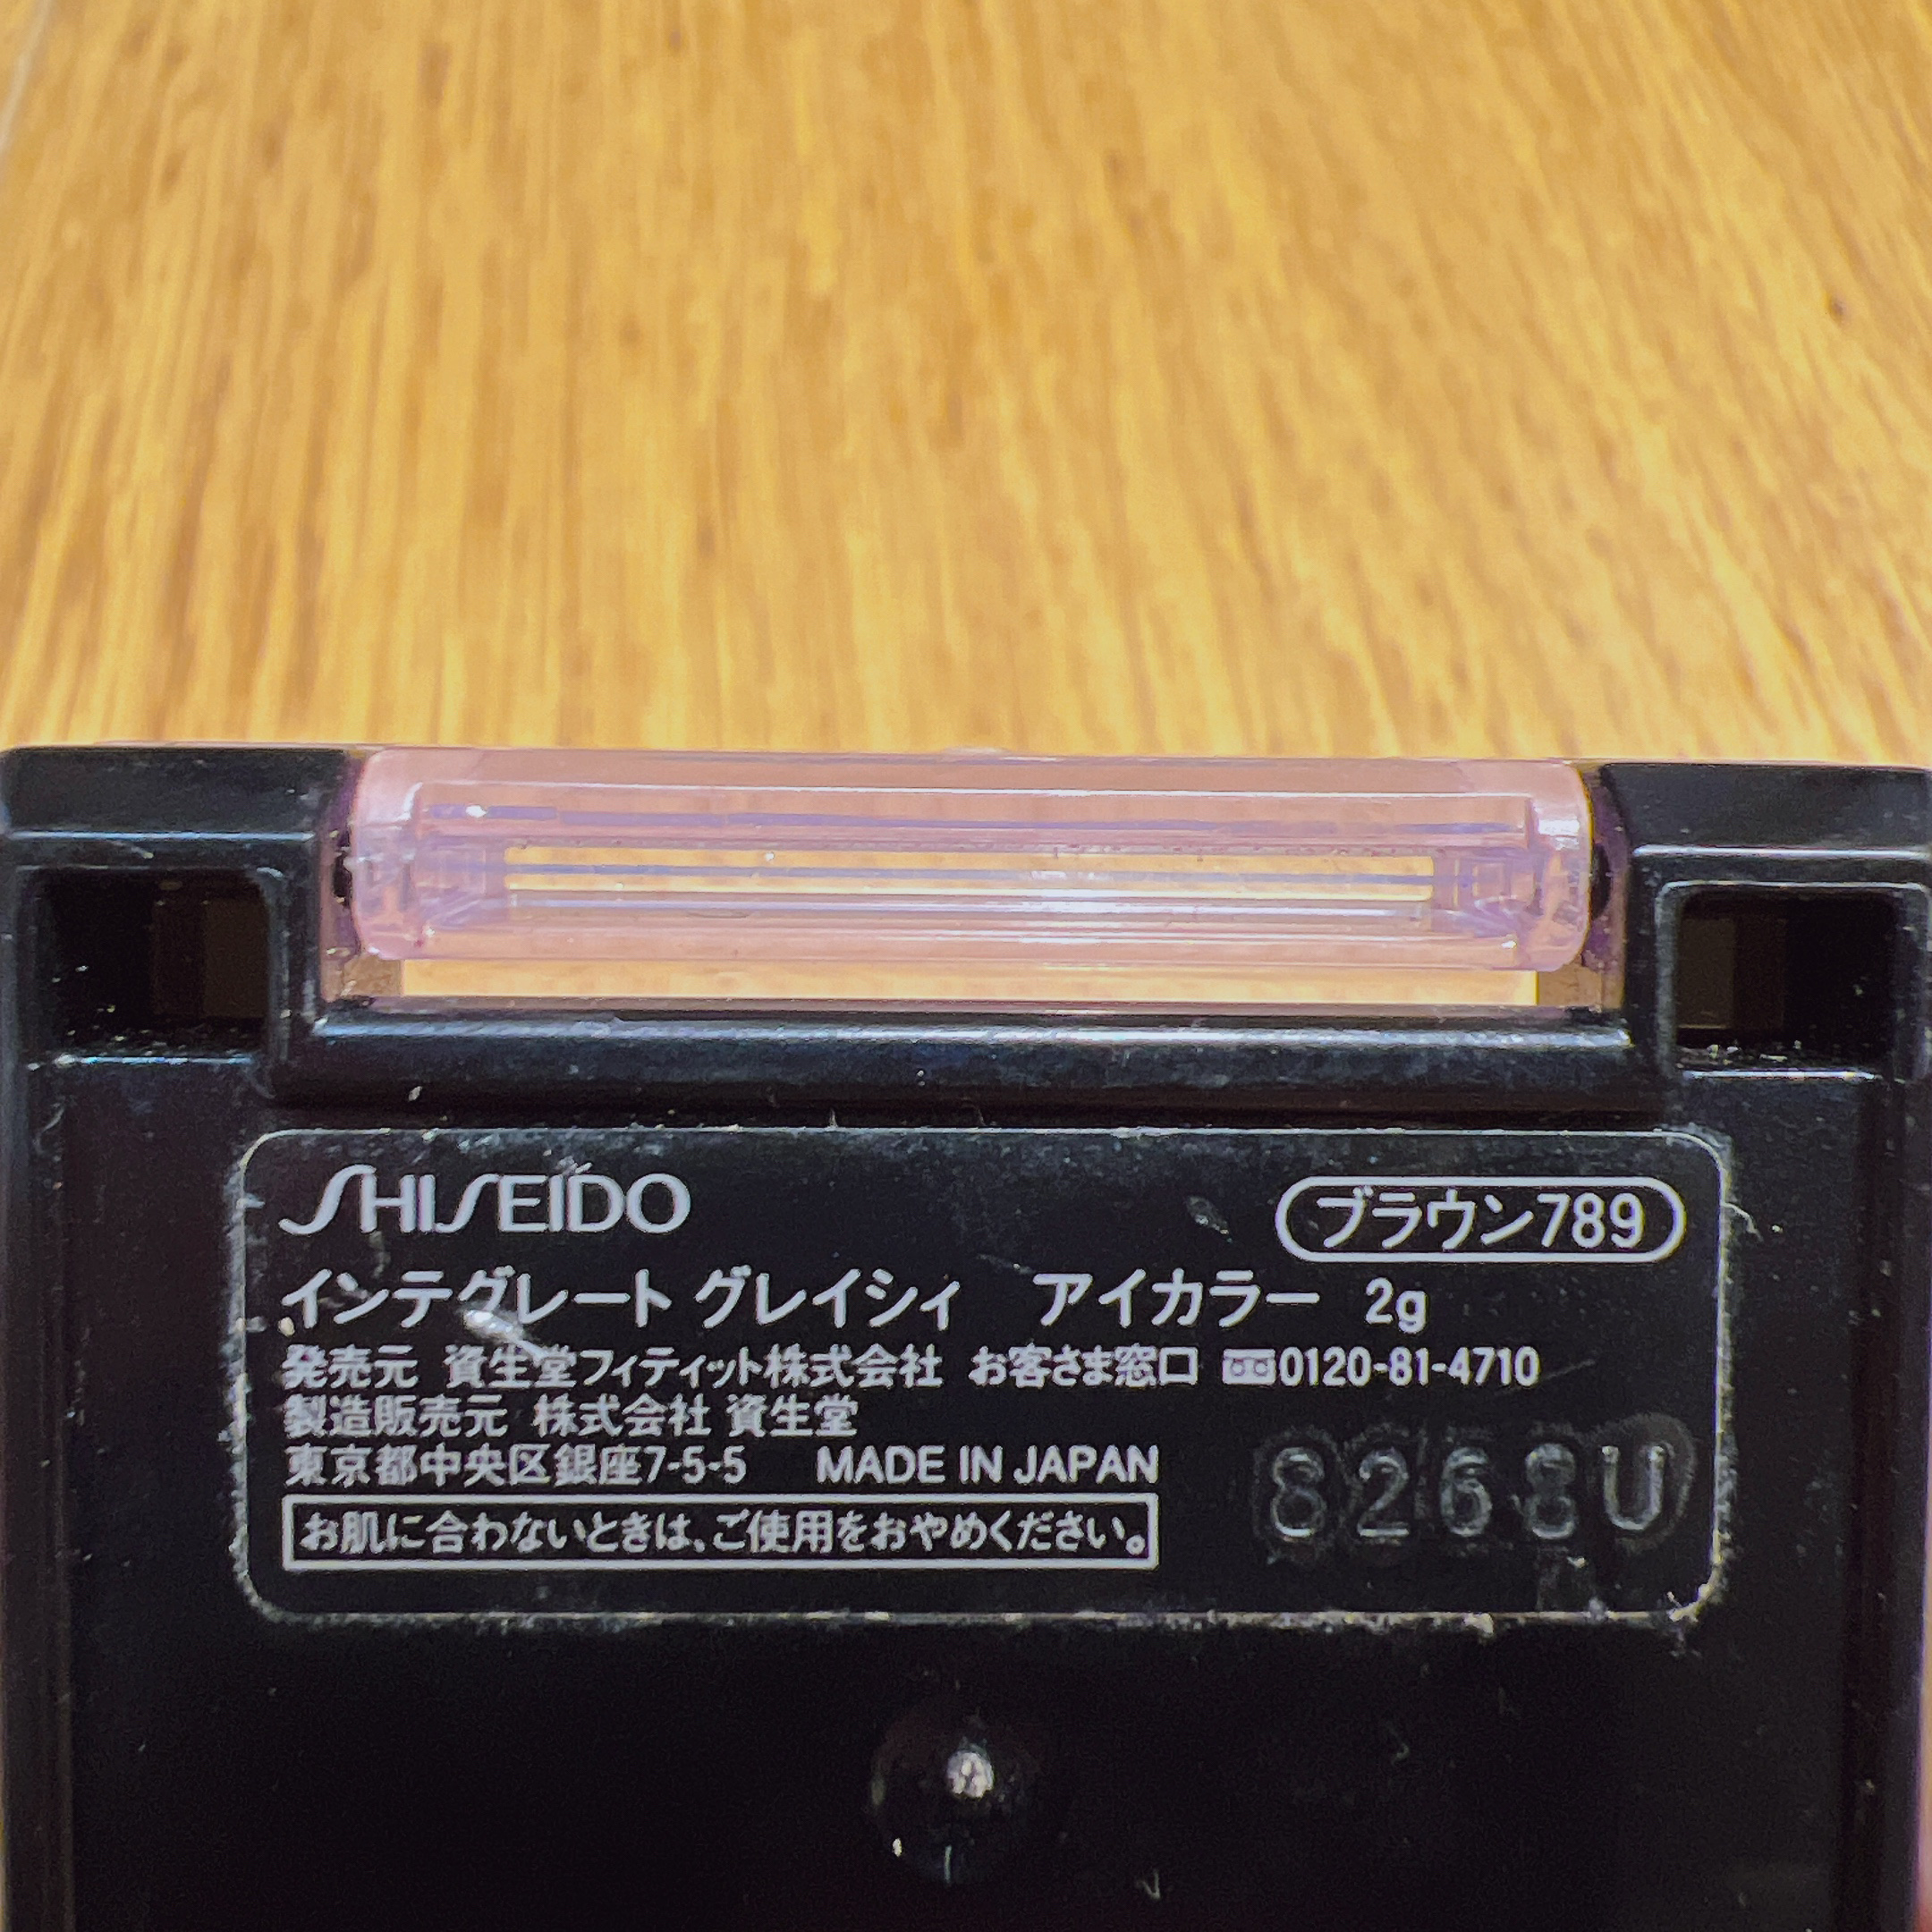 SHISEIDO ブラウン789
インテグレート グレイシィ アイカラー 2g
発売元 資生堂フィティット株式会社 お客さま窓口 0120-81-4710
製造販売元 株式会社 資生堂
東京都中央区銀座7-5-5 MADE IN JAPAN
8268U
お肌に合わないときは、ご使用をおやめください。